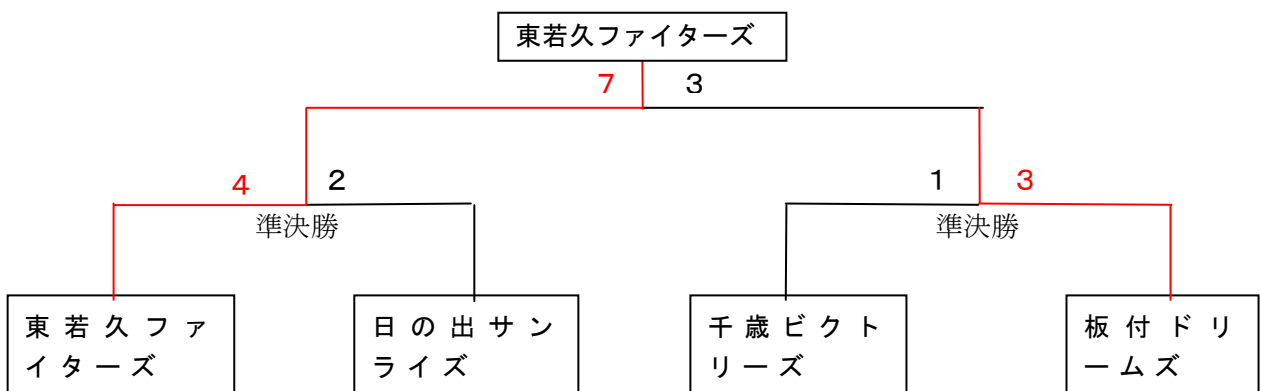 東若久ファイターズ
7 3
4 2 1 3
準決勝 準決勝
東若久ファ
イターズ
日の出サン
ライズ
千歳ビクト
リーズ
板付ドリ
ームズ